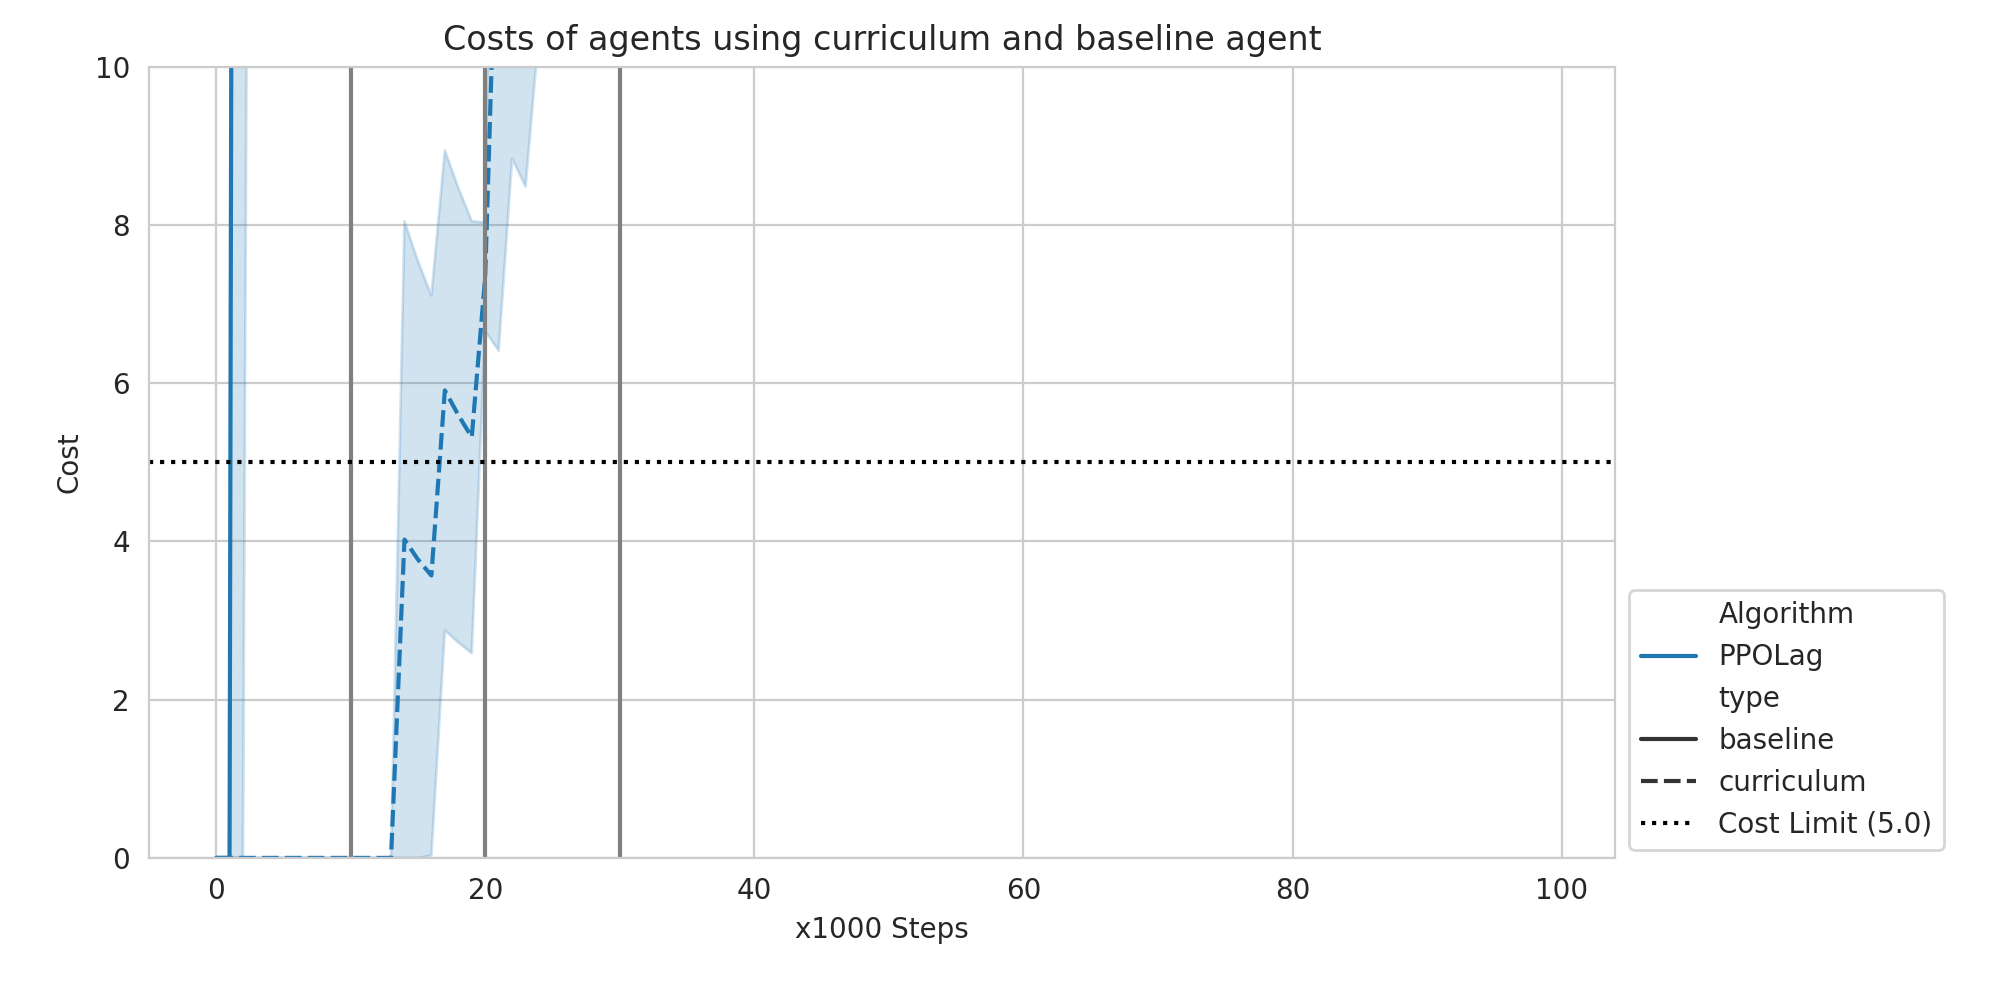 Costs of agents using curriculum and baseline agent
10
8
6
4
2
0
Cost
0 20 40 60 80 100
x1000 Steps
Algorithm
PPOLag
type
baseline
curriculum
Cost Limit (5.0)